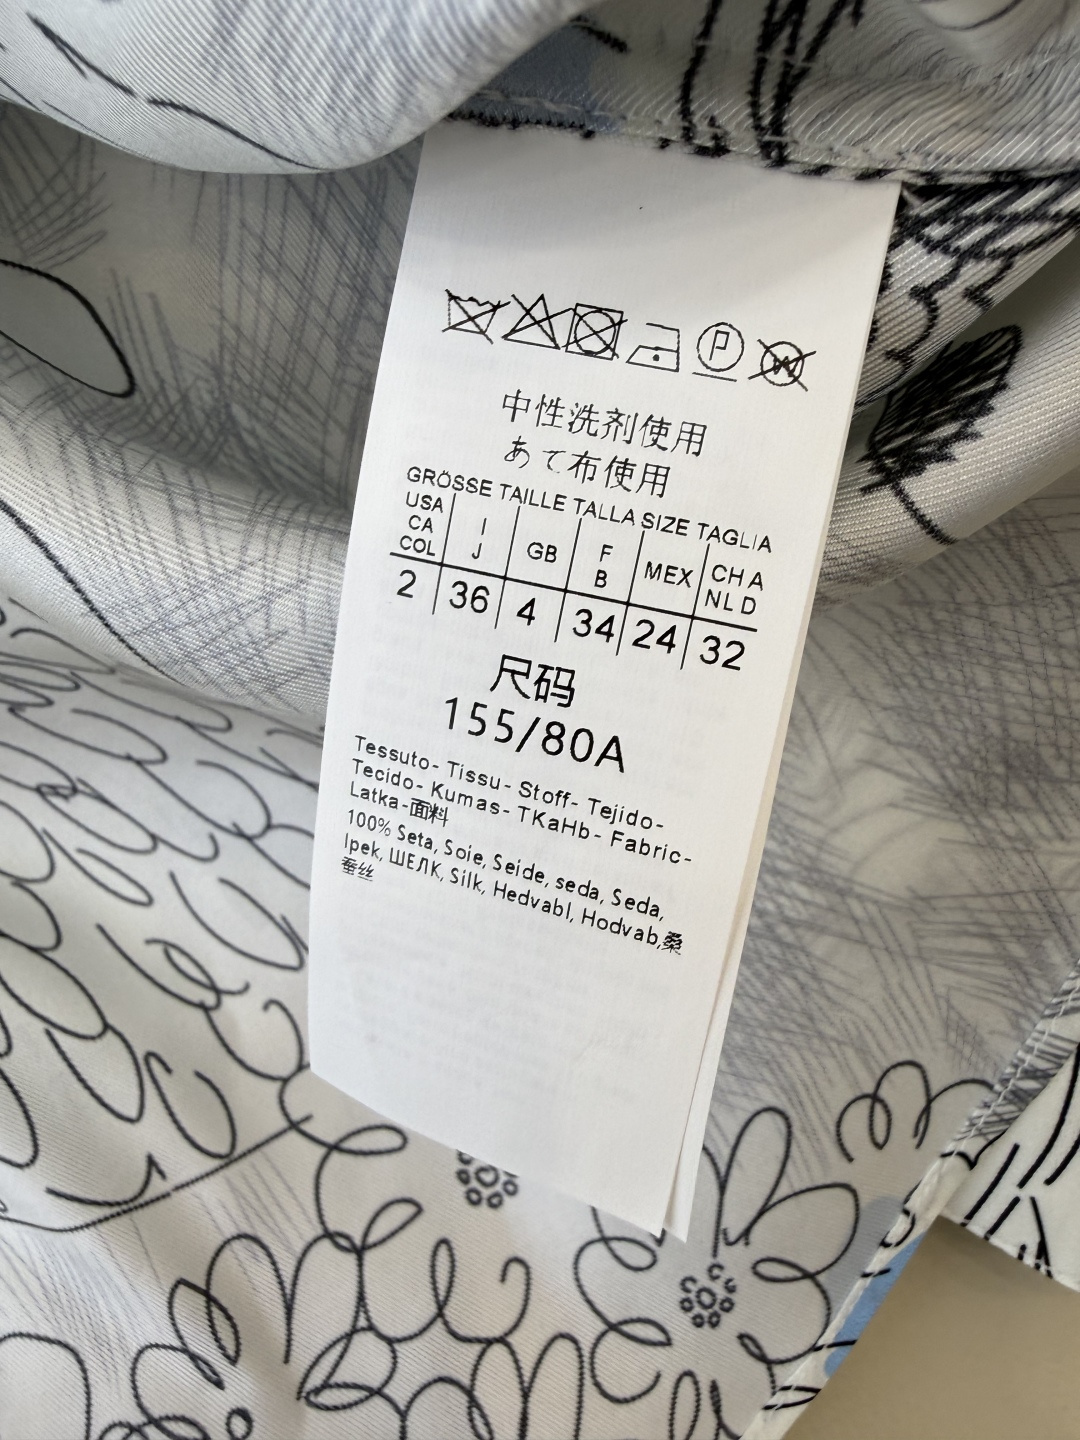 P W
中性洗剂使用
あて布使用
GRÖSSE TAILLE TALLA SIZE TAGLIA
USA CA COL I J GB F B MEX CH A NL D
2 36 4 34 24 32
尺码
155/80A
Tessuto- Tissu- Stoff- Tejido-
Tecido- Kumas- TKaHb- Fabric-
Latka-面料
100% Seta, Soie, Seide, seda, Seda,
Ipek, ШЕЛК, Silk, Hedvabl, Hodvab,桑
蚕丝